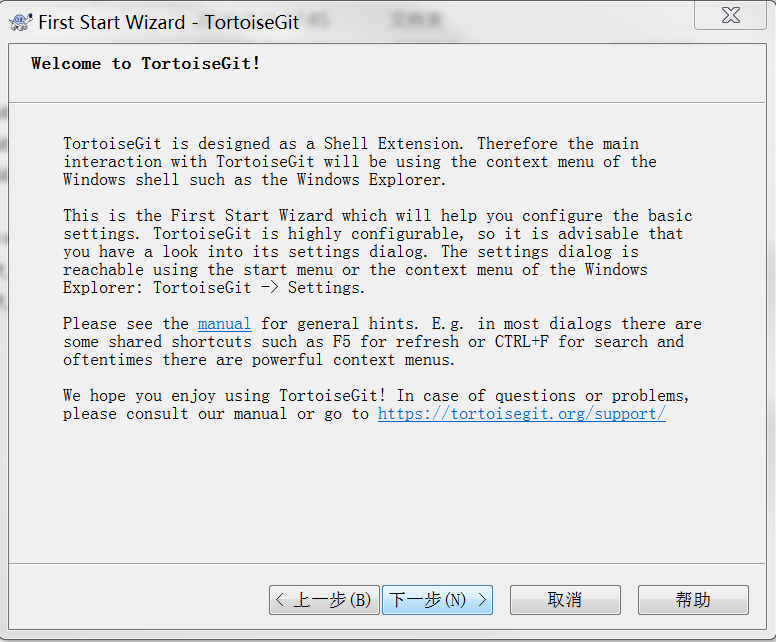 First Start Wizard - TortoiseGit
Welcome to TortoiseGit!
TortoiseGit is designed as a Shell Extension. Therefore the main
interaction with TortoiseGit will be using the context menu of the
Windows shell such as the Windows Explorer.
This is the First Start Wizard which will help you configure the basic
settings. TortoiseGit is highly configurable, so it is advisable that
you have a look into its settings dialog. The settings dialog is
reachable using the start menu or the context menu of the Windows
Explorer: TortoiseGit -> Settings.
Please see the manual for general hints. E.g. in most dialogs there are
some shared shortcuts such as F5 for refresh or CTRL+F for search and
oftentimes there are powerful context menus.
We hope you enjoy using TortoiseGit! In case of questions or problems,
please consult our manual or go to https://tortoisegit.org/support/
< 上一步(B) 下一步(N) > 取消 帮助